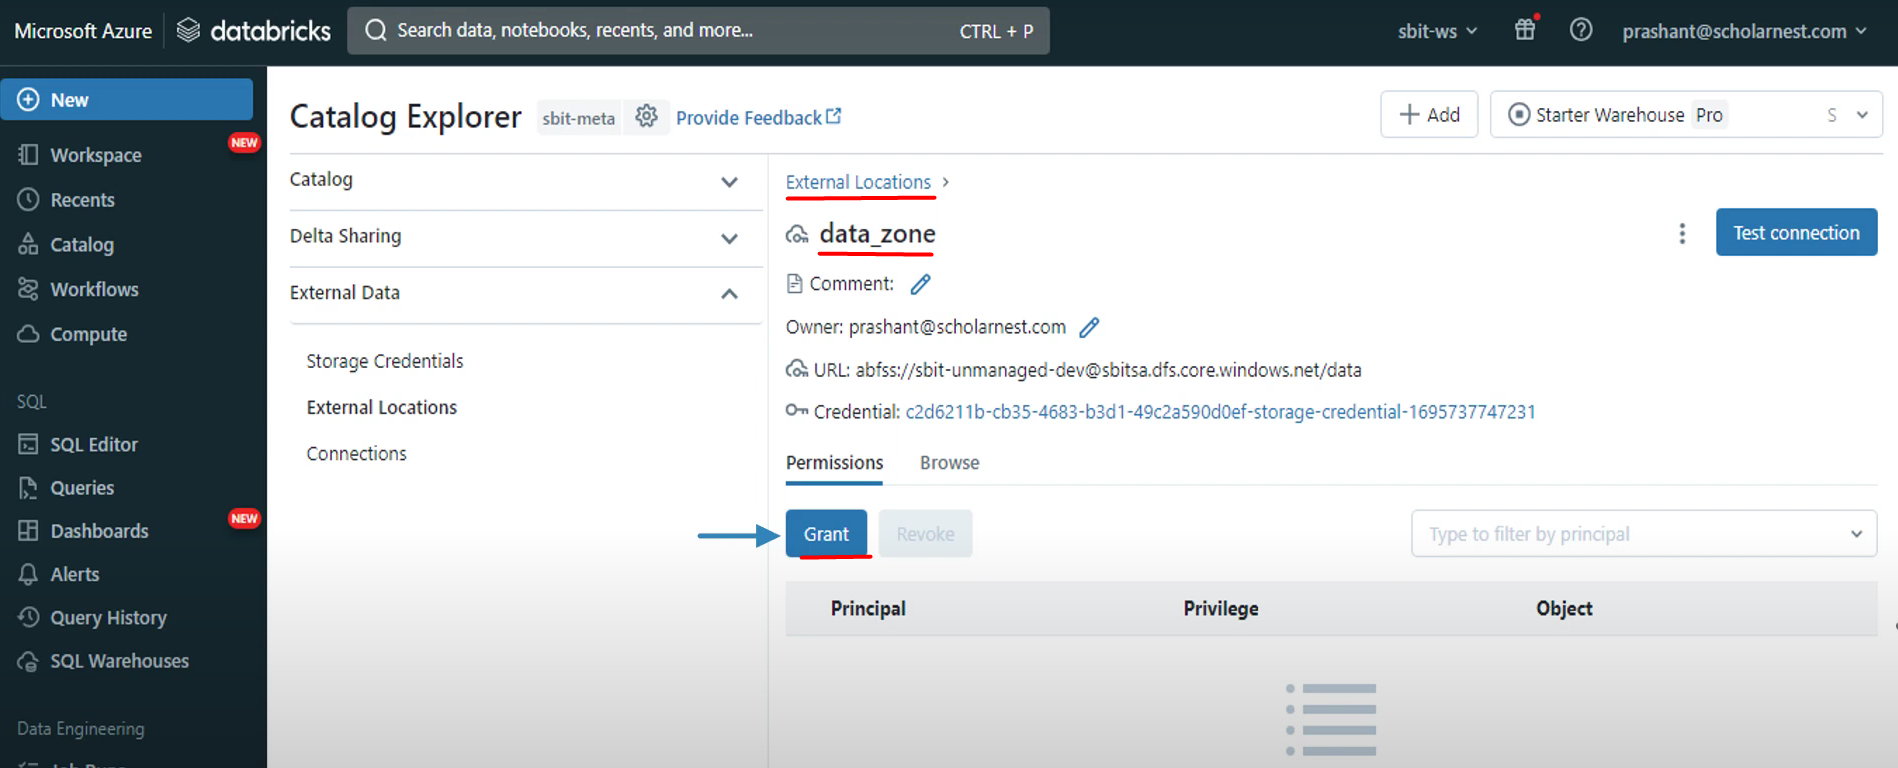 Microsoft Azure
databricks
Search data, notebooks, recents, and more...
CTRL + P
sbit-ws
prashant@scholarnest.com
New
Workspace
NEW
Recents
Catalog
Workflows
Compute
SQL
SQL Editor
Queries
Dashboards
NEW
Alerts
Query History
SQL Warehouses
Data Engineering
Catalog Explorer
sbit-meta
Provide Feedback
Add
Starter Warehouse Pro
S
Catalog
Delta Sharing
External Data
Storage Credentials
External Locations
Connections
External Locations >
data_zone
Test connection
Comment:
Owner: prashant@scholarnest.com
URL: abfss://sbit-unmanaged-dev@sbitsa.dfs.core.windows.net/data
Credential: c2d6211b-cb35-4683-b3d1-49c2a590d0ef-storage-credential-1695737747231
Permissions
Browse
Grant
Revoke
Type to filter by principal
Principal
Privilege
Object